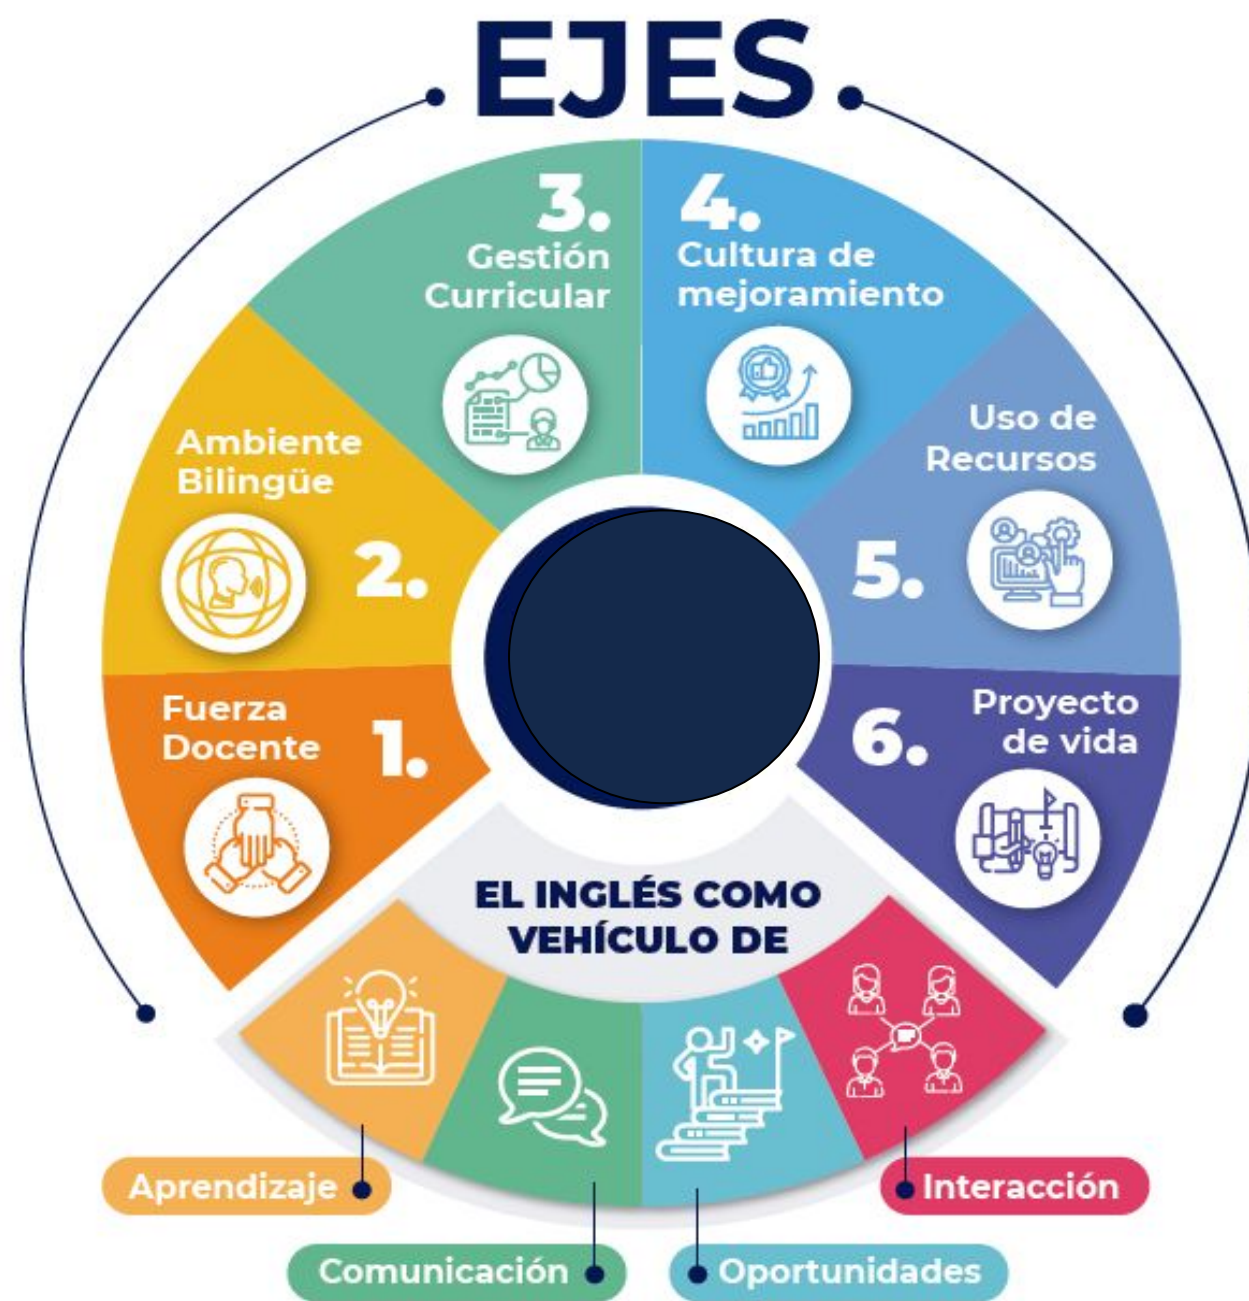 EJES
1.
Fuerza
Docente
2.
Ambiente
Bilingüe
3.
Gestión
Curricular
4.
Cultura de
mejoramiento
5.
Uso de
Recursos
6.
Proyecto
de vida
EL INGLÉS COMO
VEHÍCULO DE
Aprendizaje
Comunicación
Oportunidades
Interacción